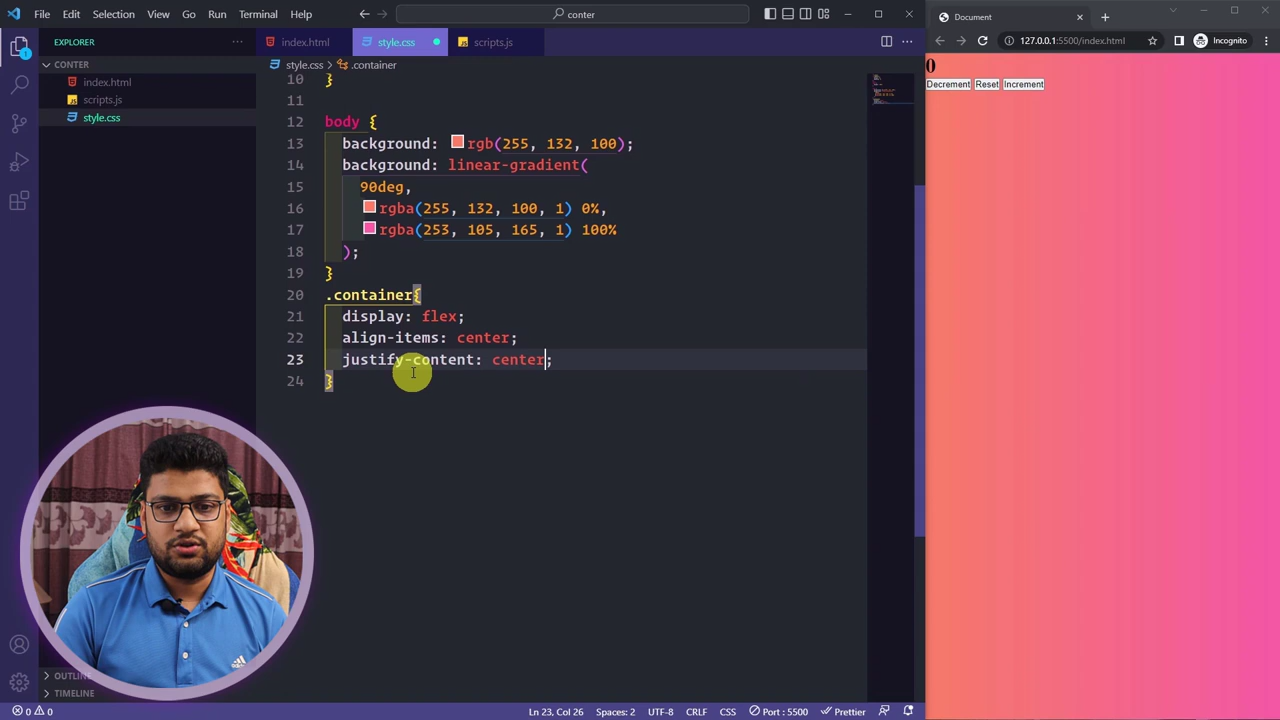 File Edit Selection View Go Run Terminal Help
conter
EXPLORER
CONTER
index.html
scripts.js
style.css
1
index.html
style.css
scripts.js
style.css > .container
10 }
11
12 body {
13 background: rgb(255, 132, 100);
14 background: linear-gradient(
15 90deg,
16 rgba(255, 132, 100, 1) 0%,
17 rgba(253, 105, 165, 1) 100%
18 );
19 }
20 .container{
21 display: flex;
22 align-items: center;
23 justify-content: center;
24 }
OUTLINE
TIMELINE
0 0
Ln 23, Col 26 Spaces: 2 UTF-8 CRLF CSS Port : 5500 Prettier
Document
127.0.0.1:5500/index.html
Incognito
0
Decrement Reset Increment